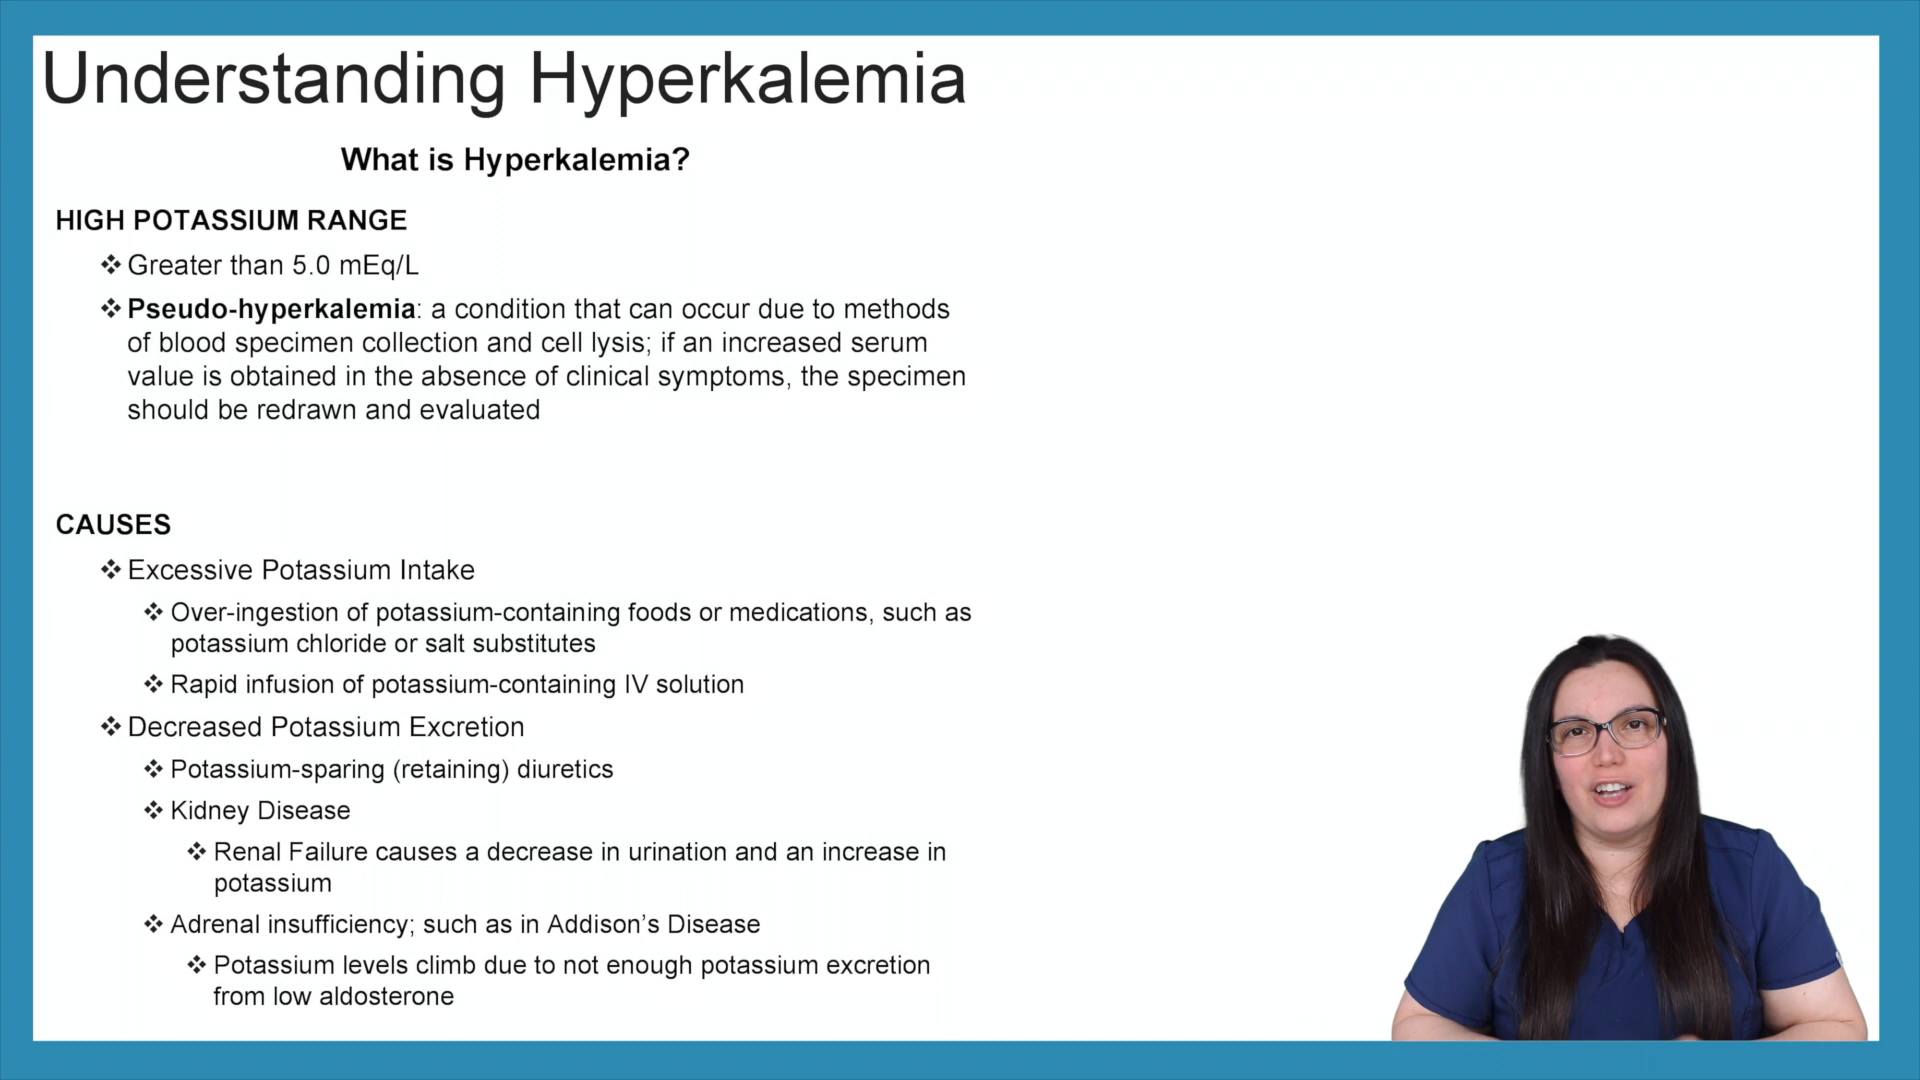 Understanding Hyperkalemia
What is Hyperkalemia?
HIGH POTASSIUM RANGE
❖ Greater than 5.0 mEq/L
❖ Pseudo-hyperkalemia: a condition that can occur due to methods
of blood specimen collection and cell lysis; if an increased serum
value is obtained in the absence of clinical symptoms, the specimen
should be redrawn and evaluated
CAUSES
❖ Excessive Potassium Intake
❖ Over-ingestion of potassium-containing foods or medications, such as
potassium chloride or salt substitutes
❖ Rapid infusion of potassium-containing IV solution
❖ Decreased Potassium Excretion
❖ Potassium-sparing (retaining) diuretics
❖ Kidney Disease
❖ Renal Failure causes a decrease in urination and an increase in
potassium
❖ Adrenal insufficiency; such as in Addison’s Disease
❖ Potassium levels climb due to not enough potassium excretion
from low aldosterone